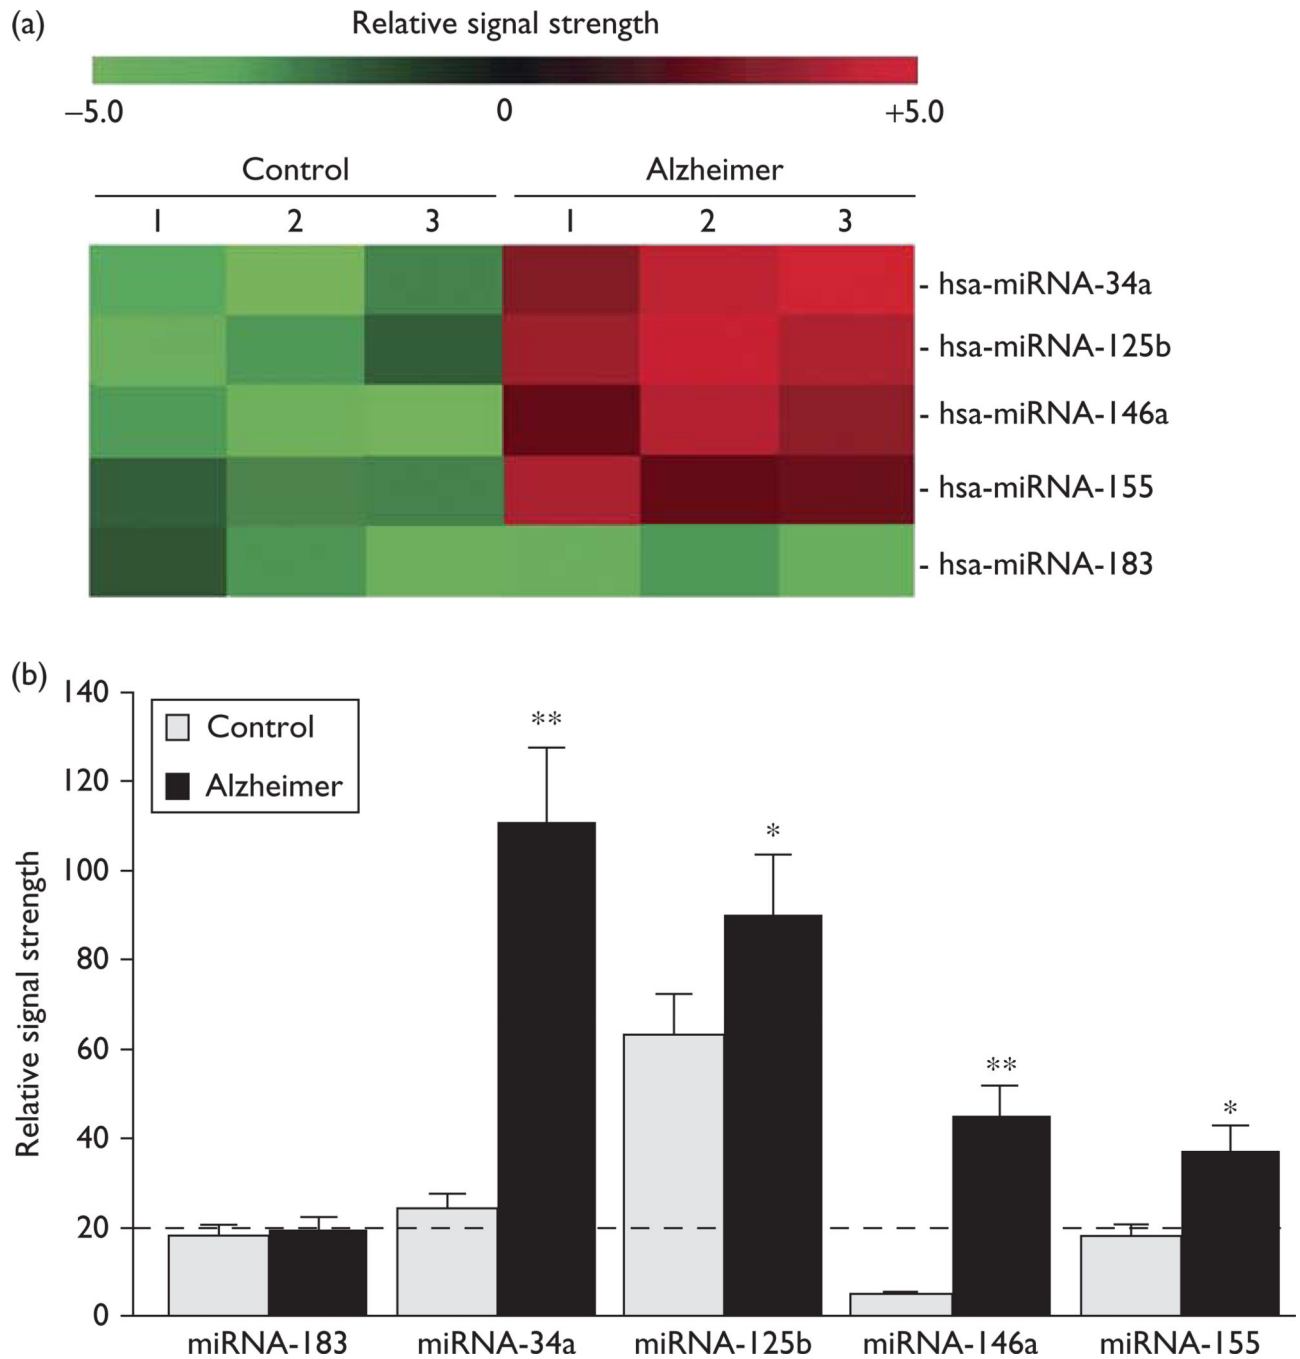 (a)
Relative signal strength
−5.0 0 +5.0
Control Alzheimer
1 2 3 1 2 3
- hsa-miRNA-34a
- hsa-miRNA-125b
- hsa-miRNA-146a
- hsa-miRNA-155
- hsa-miRNA-183
(b)
140
120
100
80
60
40
20
0
Relative signal strength
Control
Alzheimer
**
*
**
*
miRNA-183 miRNA-34a miRNA-125b miRNA-146a miRNA-155